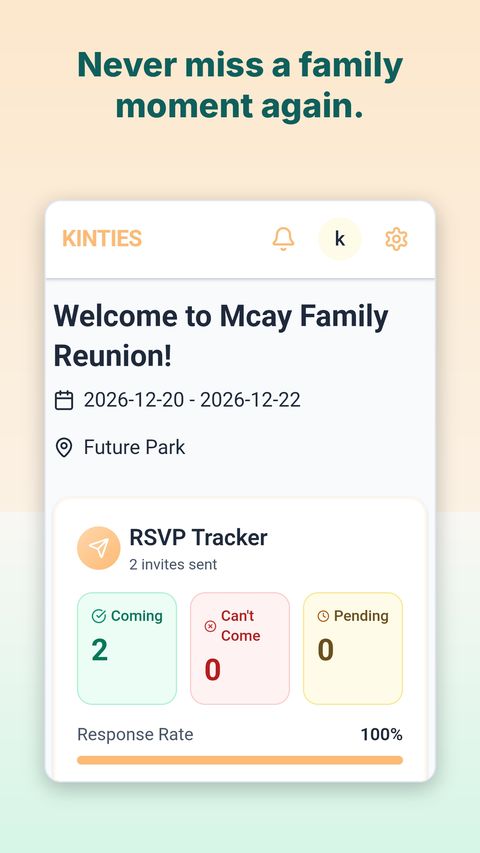 Never miss a family
moment again.
KINTIES
k
Welcome to Mcay Family
Reunion!
2026-12-20 - 2026-12-22
Future Park
RSVP Tracker
2 invites sent
Coming
2
Can't
Come
0
Pending
0
Response Rate
100%